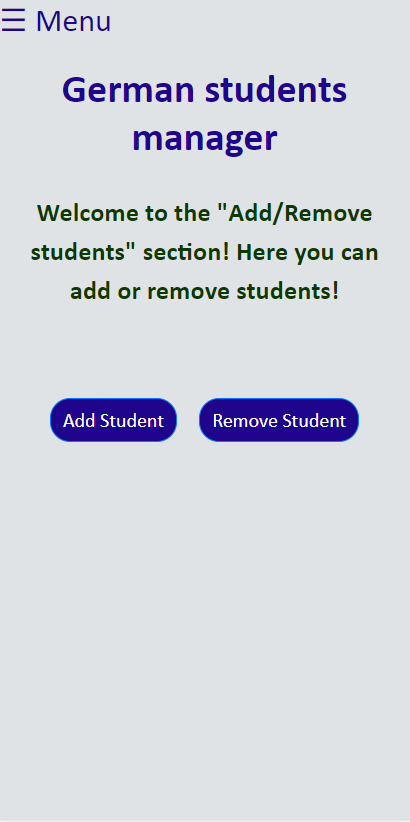 ☰ Menu
German students
manager
Welcome to the "Add/Remove
students" section! Here you can
add or remove students!
Add Student
Remove Student